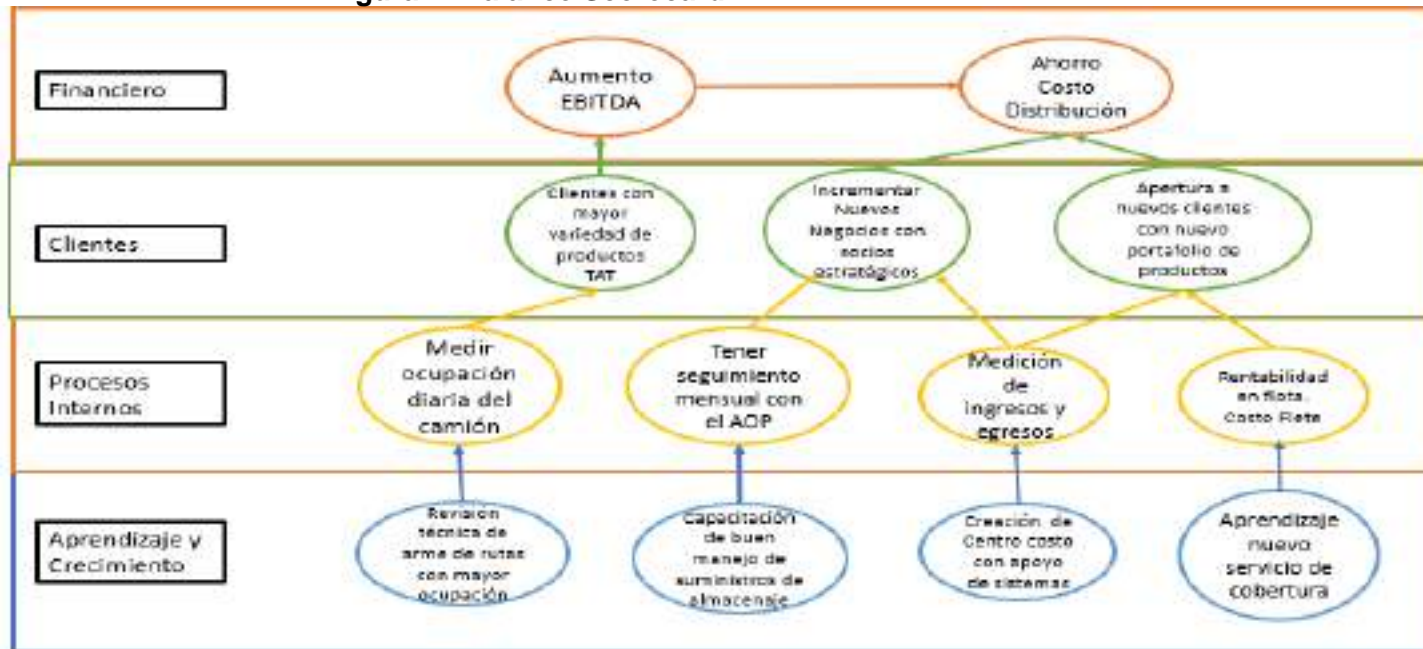 Financiero
Aumento
EBITDA
Ahorro
Costo
Distribución
Clientes
Clientes con
mayor
variedad de
productos
TAT
Incrementar
Nuevos
Negocios con
socios
estratégicos
Apertura a
nuevos clientes
con nuevo
portafolio de
productos
Procesos
Internos
Medir
ocupación
diaria del
camión
Tener
seguimiento
mensual con
el AOP
Medición
de
ingresos y
egresos
Rentabilidad
en flota.
Costo Flete
Aprendizaje y
Crecimiento
Revisión
técnica de
arme de rutas
con mayor
ocupación
Capacitación
de buen
manejo de
suministros de
almacenaje
Creación de
Centro costo
con apoyo
de sistemas
Aprendizaje
nuevo
servicio de
cobertura